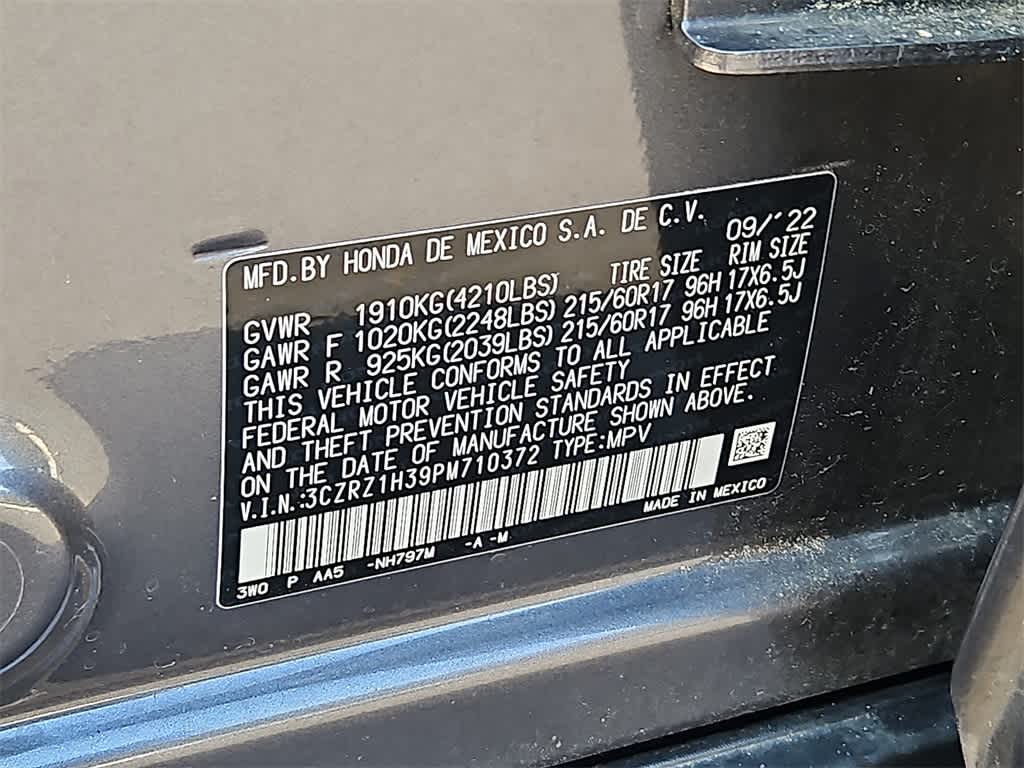 MFD.BY HONDA DE MEXICO S.A. DE C.V. 09/'22
TIRE SIZE RIM SIZE
GVWR 1910KG(4210LBS)
GAWR F 1020KG(2248LBS) 215/60R17 96H 17X6.5J
GAWR R 925KG(2039LBS) 215/60R17 96H 17X6.5J
THIS VEHICLE CONFORMS TO ALL APPLICABLE
FEDERAL MOTOR VEHICLE SAFETY
AND THEFT PREVENTION STANDARDS IN EFFECT
ON THE DATE OF MANUFACTURE SHOWN ABOVE.
V.I.N.:3CZRZ1H39PM710372 TYPE:MPV
MADE IN MEXICO
3WO P AA5 -NH797M -A -M